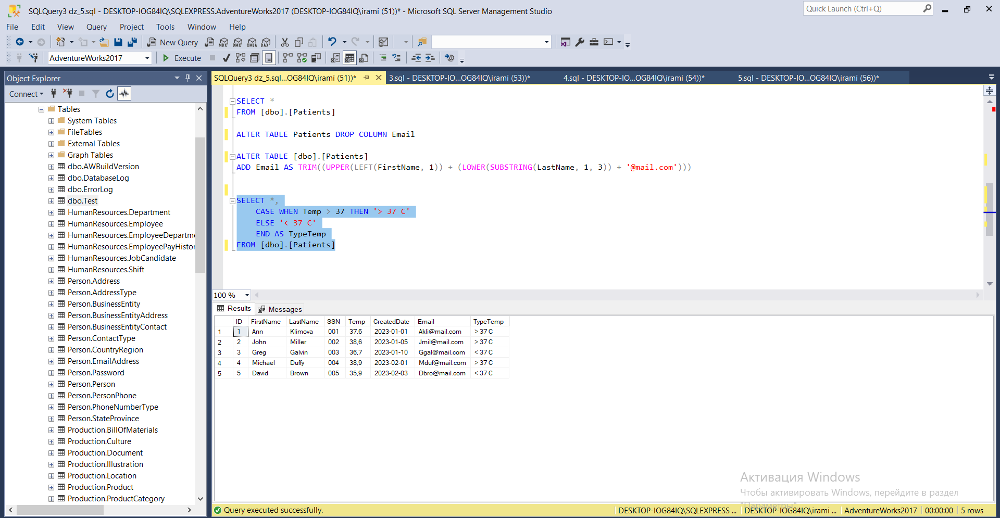 SQLQuery3 dz_5.sql - DESKTOP-IOG84IQ\SQLEXPRESS.AdventureWorks2017 (DESKTOP-IOG84IQ\irami (51))* - Microsoft SQL Server Management Studio
Quick Launch (Ctrl+Q)
File Edit View Query Project Tools Window Help
New Query MDX DMX XMLA DAX
AdventureWorks2017 Execute
Object Explorer
SQLQuery3 dz_5.sql...OG84IQ\irami (51))* 3.sql - DESKTOP-IO...OG84IQ\irami (53))* 4.sql - DESKTOP-IO...OG84IQ\irami (54))* 5.sql - DESKTOP-IO...OG84IQ\irami (56))*
Connect
Tables
System Tables
FileTables
External Tables
Graph Tables
dbo.AWBuildVersion
dbo.DatabaseLog
dbo.ErrorLog
dbo.Test
HumanResources.Department
HumanResources.Employee
HumanResources.EmployeeDepartm
HumanResources.EmployeePayHistor
HumanResources.JobCandidate
HumanResources.Shift
Person.Address
Person.AddressType
Person.BusinessEntity
Person.BusinessEntityAddress
Person.BusinessEntityContact
Person.ContactType
Person.CountryRegion
Person.EmailAddress
Person.Password
Person.Person
Person.PersonPhone
Person.PhoneNumberType
Person.StateProvince
Production.BillOfMaterials
Production.Culture
Production.Document
Production.Illustration
Production.Location
Production.Product
Production.ProductCategory
SELECT *
FROM [dbo].[Patients]
ALTER TABLE Patients DROP COLUMN Email
ALTER TABLE [dbo].[Patients]
ADD Email AS TRIM((UPPER(LEFT(FirstName, 1)) + (LOWER(SUBSTRING(LastName, 1, 3)) + '@mail.com')))
SELECT *,
CASE WHEN Temp > 37 THEN '> 37 C'
ELSE '< 37 C'
END AS TypeTemp
FROM [dbo].[Patients]
100 %
Results Messages
ID FirstName LastName SSN Temp CreatedDate Email TypeTemp
1 1 Ann Klimova 001 37,6 2023-01-01 Akli@mail.com > 37 C
2 2 John Miller 002 38,6 2023-01-05 Jmil@mail.com > 37 C
3 3 Greg Galvin 003 36,7 2023-01-10 Ggal@mail.com < 37 C
4 4 Michael Duffy 004 38,9 2023-02-01 Mduf@mail.com > 37 C
5 5 David Brown 005 35,9 2023-02-03 Dbro@mail.com < 37 C
Активация Windows
Чтобы активировать Windows, перейдите в раздел
"Параметры"
Query executed successfully. DESKTOP-IOG84IQ\SQLEXPRESS ... DESKTOP-IOG84IQ\irami ... AdventureWorks2017 00:00:00 5 rows